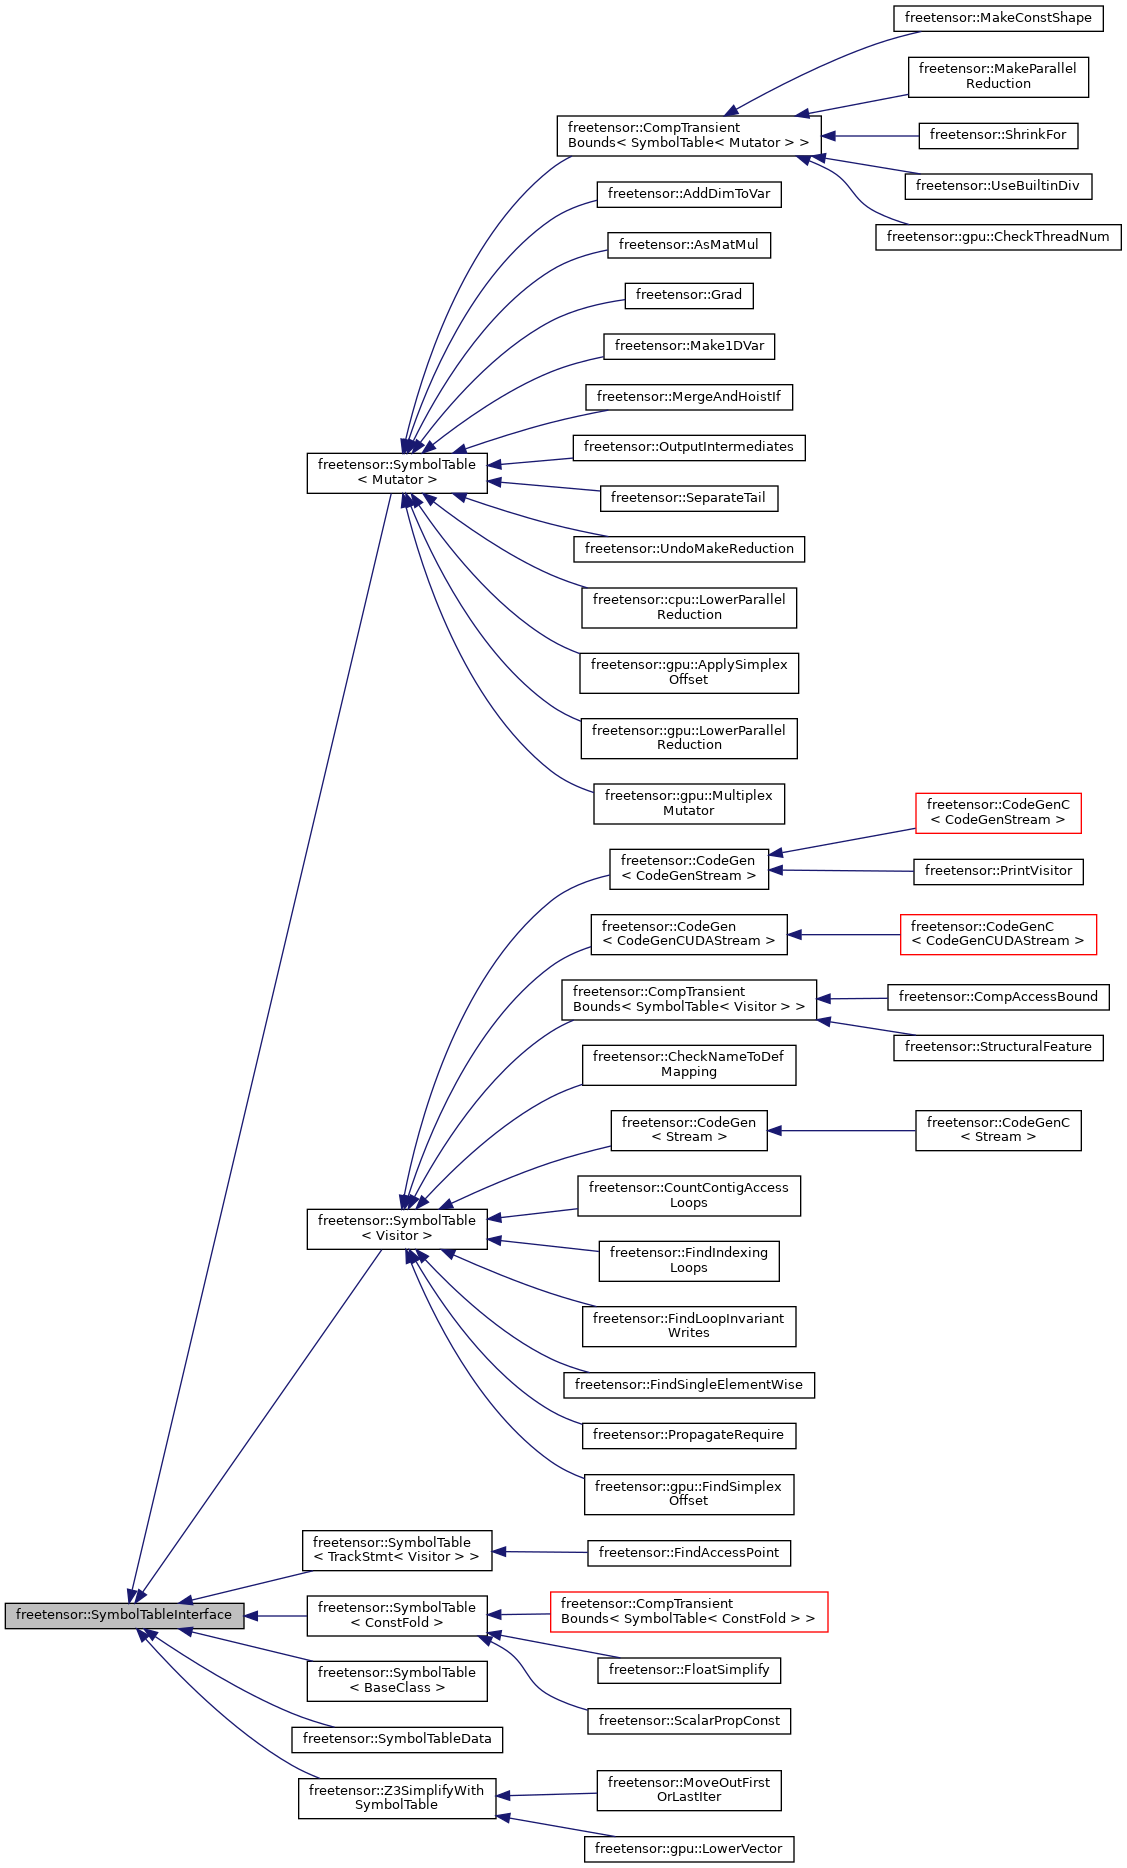 freetensor::MakeConstShape
freetensor::MakeParallel
Reduction
freetensor::CompTransient
Bounds< SymbolTable< Mutator > >
freetensor::ShrinkFor
freetensor::UseBuiltinDiv
freetensor::AddDimToVar
freetensor::gpu::CheckThreadNum
freetensor::AsMatMul
freetensor::Grad
freetensor::Make1DVar
freetensor::MergeAndHoistIf
freetensor::OutputIntermediates
freetensor::SymbolTable
< Mutator >
freetensor::SeparateTail
freetensor::UndoMakeReduction
freetensor::cpu::LowerParallel
Reduction
freetensor::gpu::ApplySimplex
Offset
freetensor::gpu::LowerParallel
Reduction
freetensor::gpu::Multiplex
Mutator
freetensor::CodeGenC
< CodeGenStream >
freetensor::CodeGen
< CodeGenStream >
freetensor::PrintVisitor
freetensor::CodeGen
< CodeGenCUDAStream >
freetensor::CodeGenC
< CodeGenCUDAStream >
freetensor::CompTransient
Bounds< SymbolTable< Visitor > >
freetensor::CompAccessBound
freetensor::StructuralFeature
freetensor::CheckNameToDef
Mapping
freetensor::CodeGen
< Stream >
freetensor::CodeGenC
< Stream >
freetensor::CountContigAccess
Loops
freetensor::SymbolTable
< Visitor >
freetensor::FindIndexing
Loops
freetensor::FindLoopInvariant
Writes
freetensor::FindSingleElementWise
freetensor::PropagateRequire
freetensor::gpu::FindSimplex
Offset
freetensor::SymbolTable
< TrackStmt< Visitor > >
freetensor::FindAccessPoint
freetensor::SymbolTableInterface
freetensor::SymbolTable
< ConstFold >
freetensor::CompTransient
Bounds< SymbolTable< ConstFold > >
freetensor::FloatSimplify
freetensor::SymbolTable
< BaseClass >
freetensor::ScalarPropConst
freetensor::SymbolTableData
freetensor::Z3SimplifyWith
SymbolTable
freetensor::MoveOutFirst
OrLastIter
freetensor::gpu::LowerVector